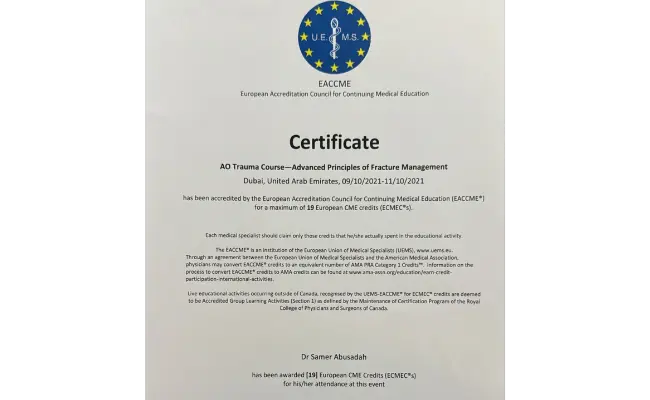 U.E M.S.
EACCME
European Accreditation Council for Continuing Medical Education
Certificate
AO Trauma Course—Advanced Principles of Fracture Management
Dubai, United Arab Emirates, 09/10/2021-11/10/2021
has been accredited by the European Accreditation Council for Continuing Medical Education (EACCME®)
for a maximum of 19 European CME credits (ECMEC®s).
Each medical specialist should claim only those credits that he/she actually spent in the educational activity
The EACCME® is an institution of the European Union of Medical Specialists (UEMS), www.uems.eu.
Through an agreement between the European Union of Medical Specialists and the American Medical Association,
physicians may convert EACCME® credits to an equivalent number of AMA PRA Category 1 Credits™. Information on the
process to convert EACCME® credits to AMA credits can be found at www.ama-assn.org/education/earn-credit-
participation-international-activities.
Live educational activities occurring outside of Canada, recognised by the UEMS-EACCME® for ECMEC® credits are deemed
to be Accredited Group Learning Activities (Section 1) as defined by the Maintenance of Certification Program of the Royal
College of Physicians and Surgeons of Canada.
Dr Samer Abusadah
has been awarded [19] European CME Credits (ECMEC®s)
for his/her attendance at this event